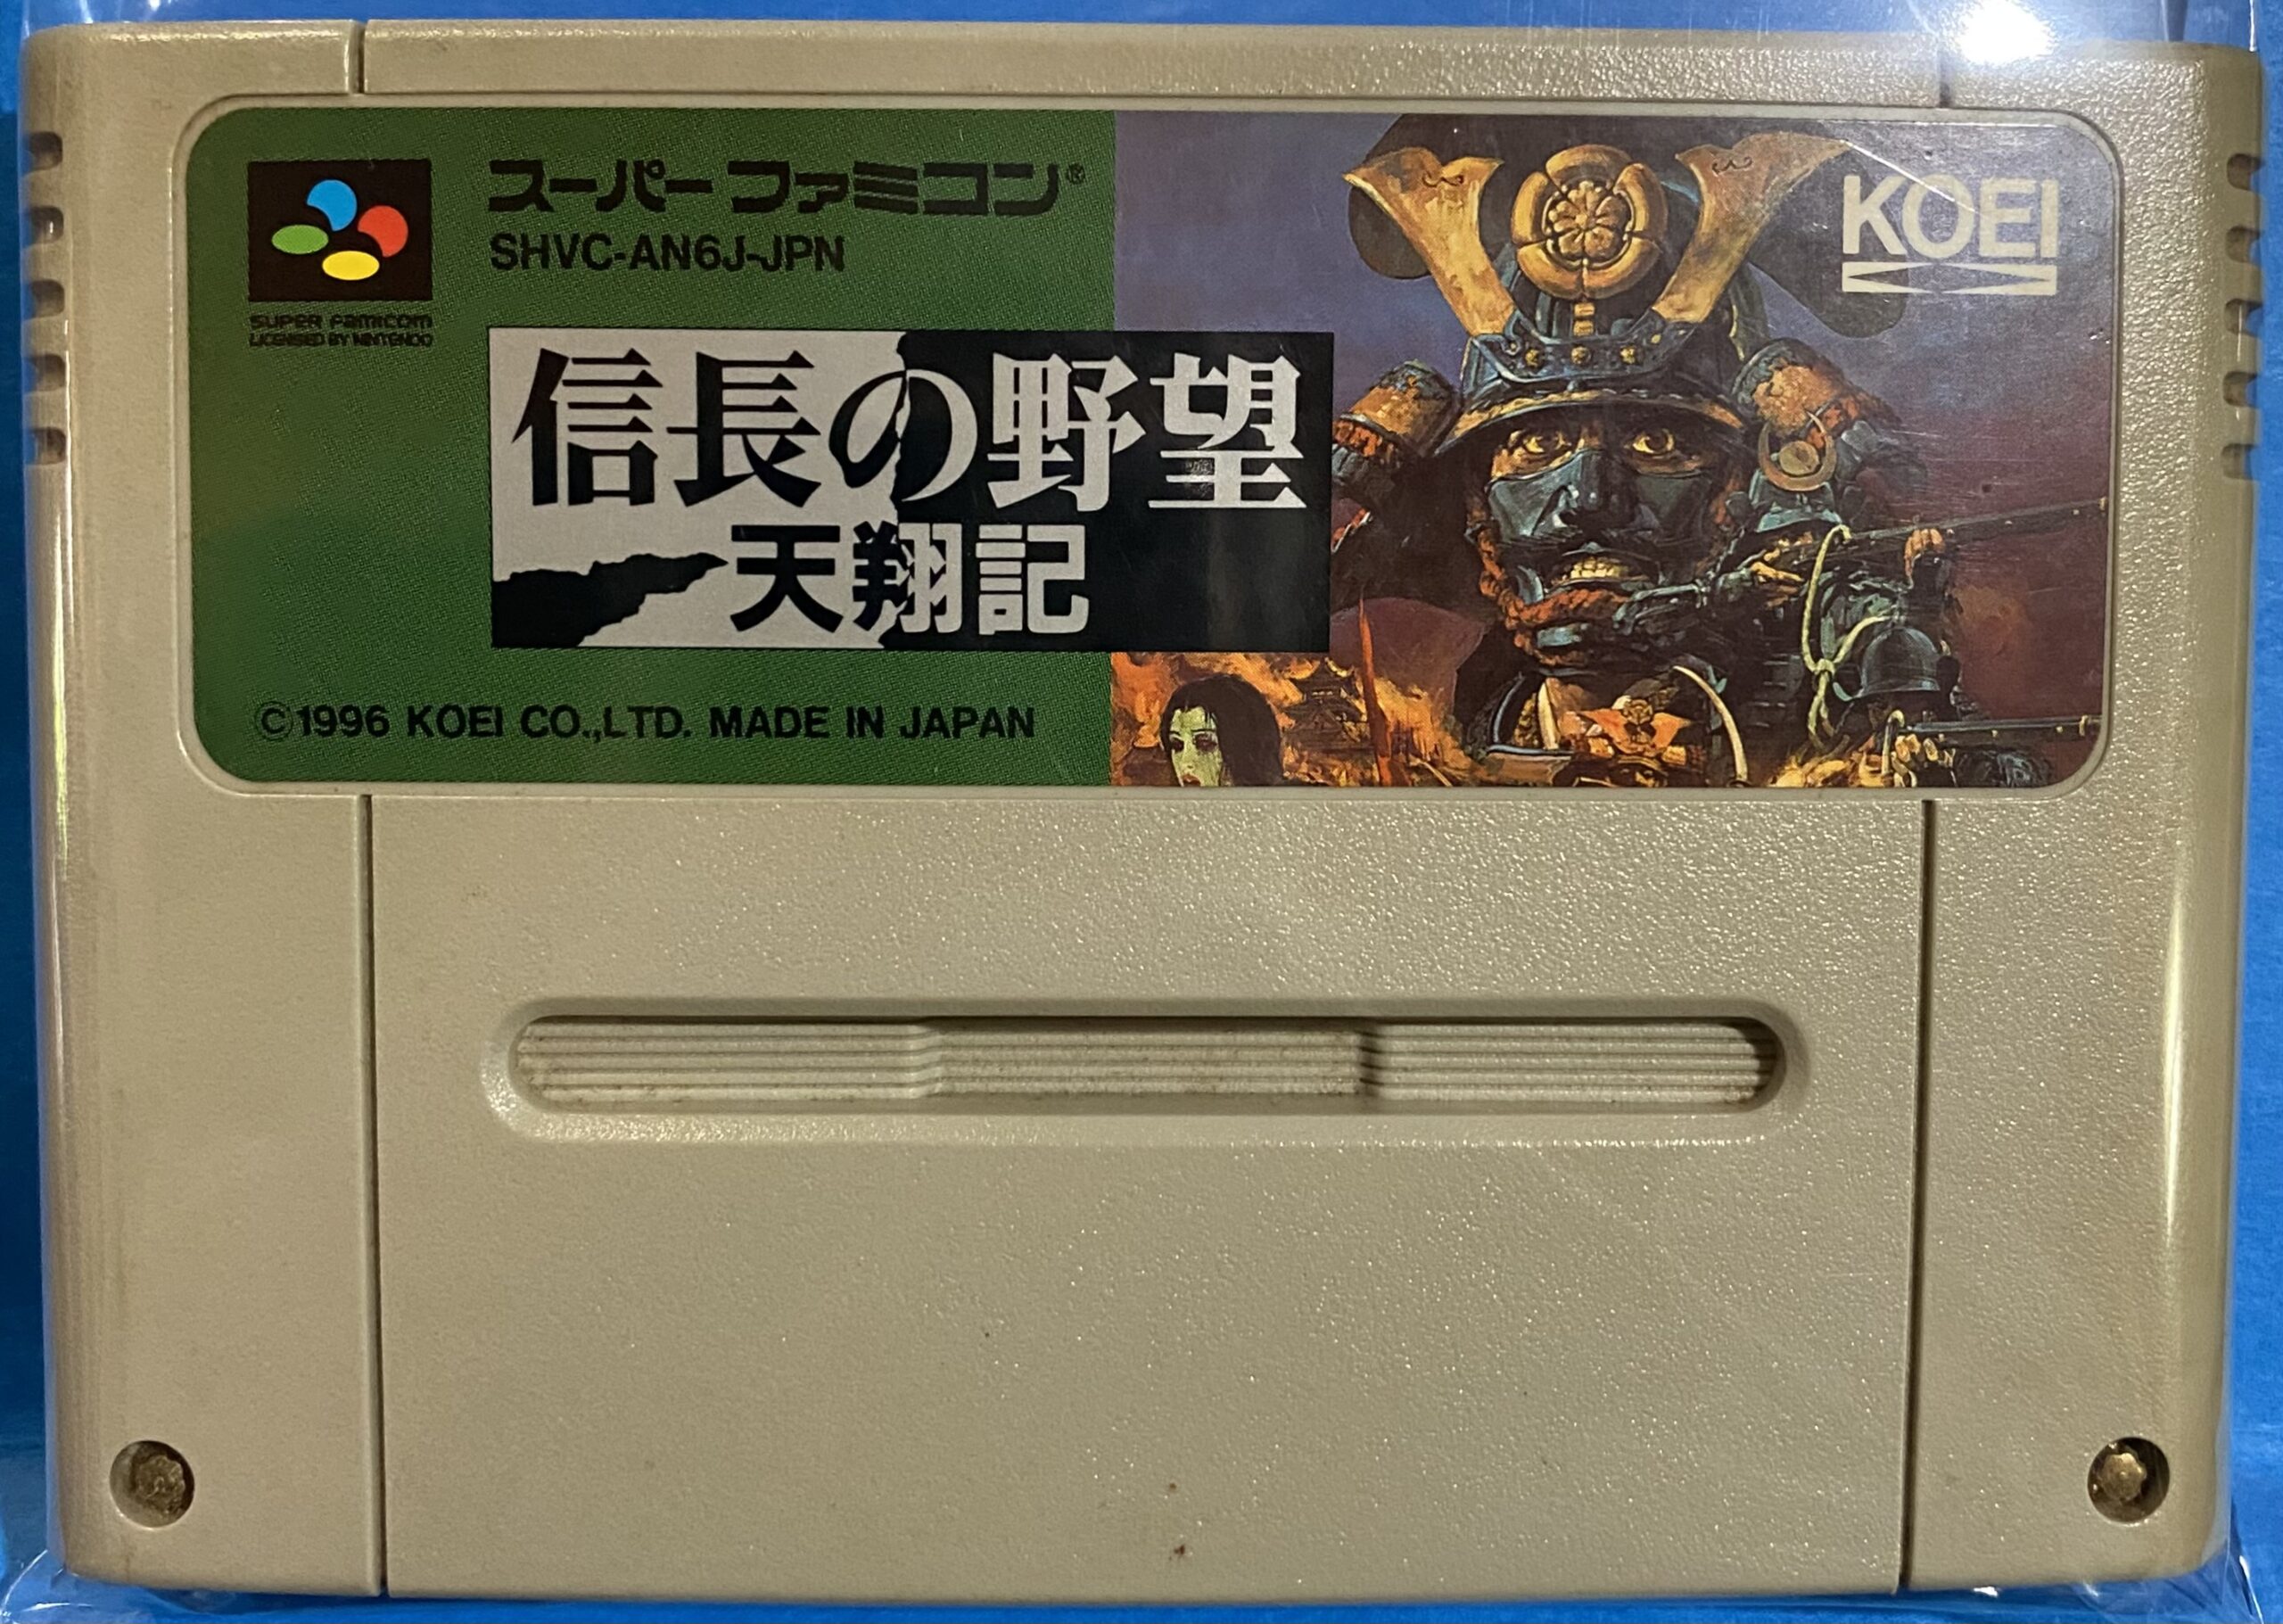 スーパーファミコン®
SHVC-AN6J-JPN
SUPER FAMICOM
LICENSED BY NINTENDO
KOEI
信長の野望
天翔記
©1996 KOEI CO.,LTD. MADE IN JAPAN